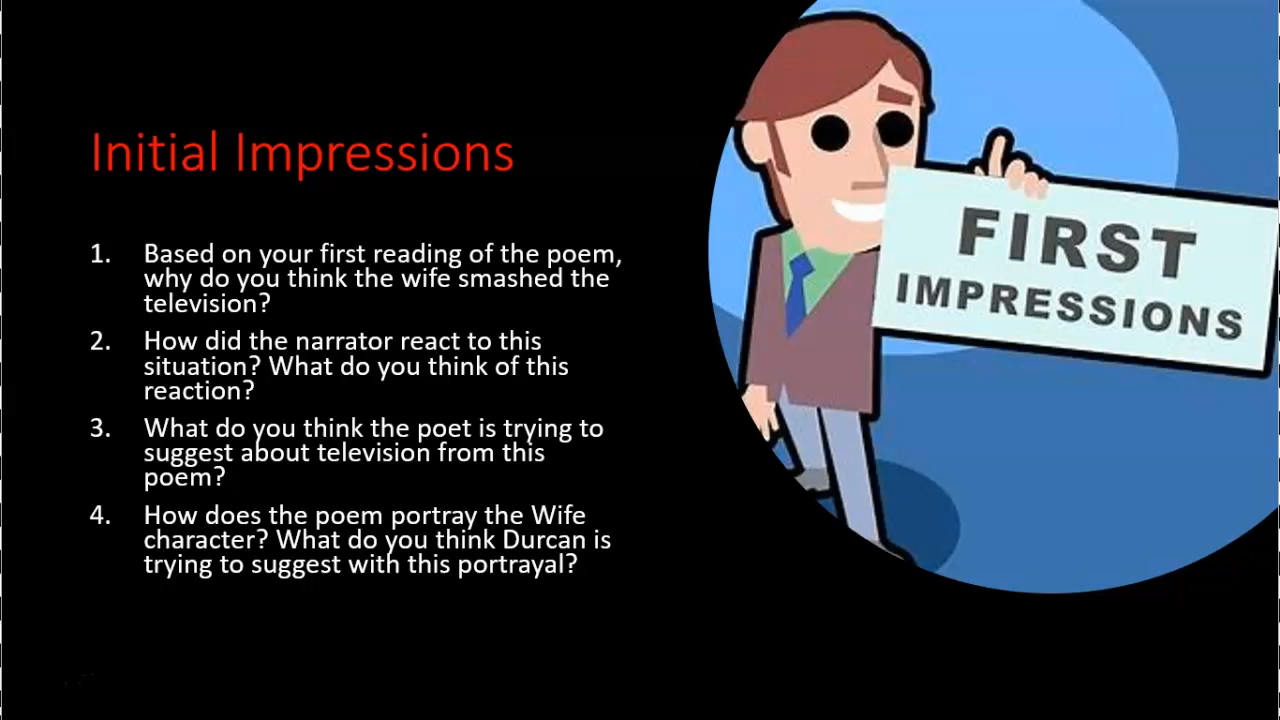 Initial Impressions
1. Based on your first reading of the poem,
why do you think the wife smashed the
television?
2. How did the narrator react to this
situation? What do you think of this
reaction?
3. What do you think the poet is trying to
suggest about television from this
poem?
4. How does the poem portray the Wife
character? What do you think Durcan is
trying to suggest with this portrayal?
FIRST
IMPRESSIONS